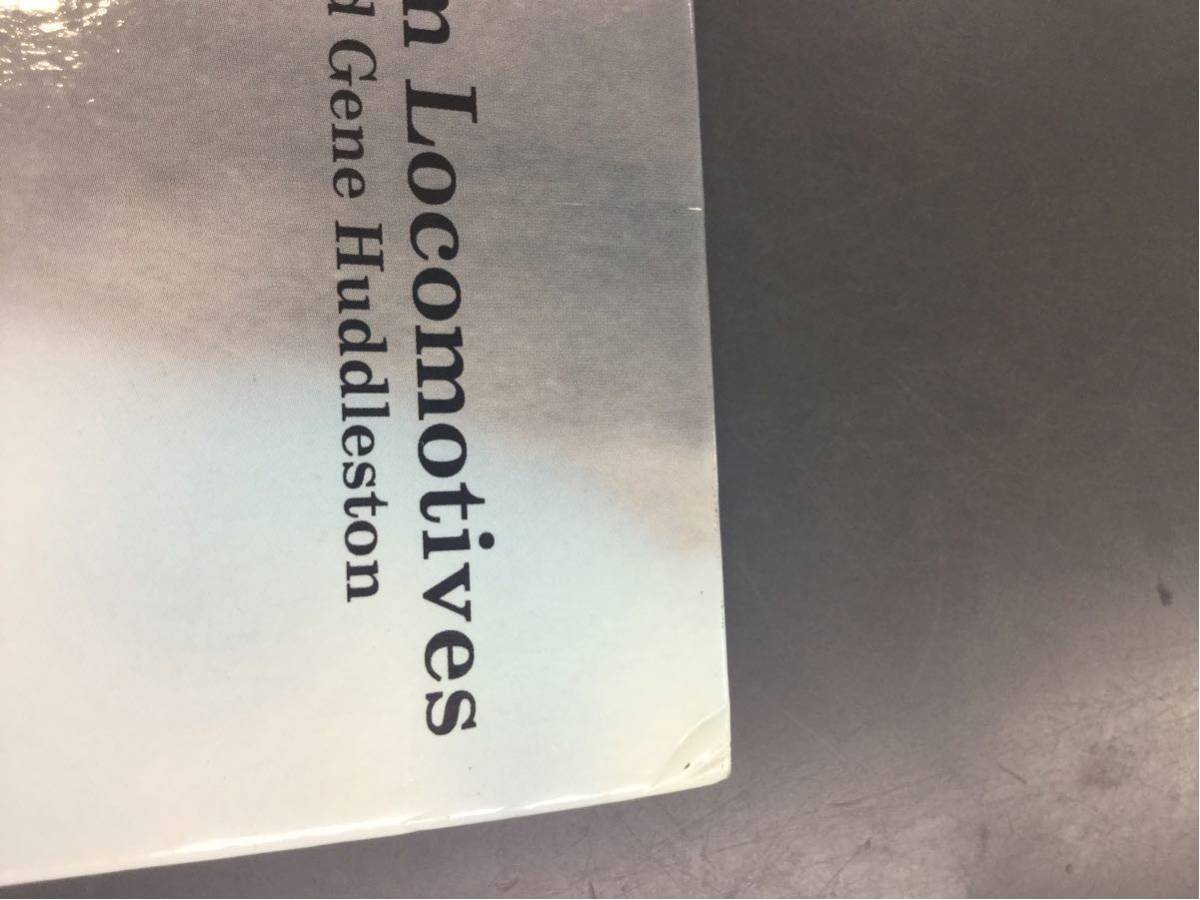 n Locomotives
d Gene Huddleston